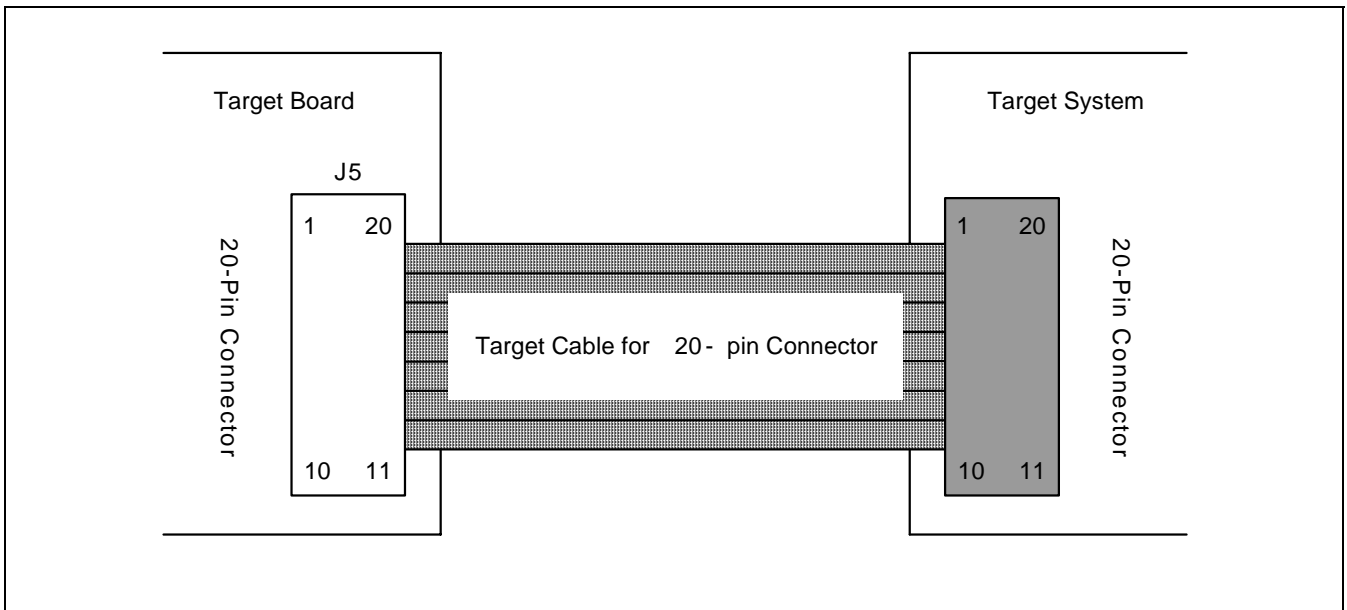 Target Board
Target System
J5
1 20
1 20
20-Pin Connector
Target Cable for 20- pin Connector
20-Pin Connector
10 11
10 11